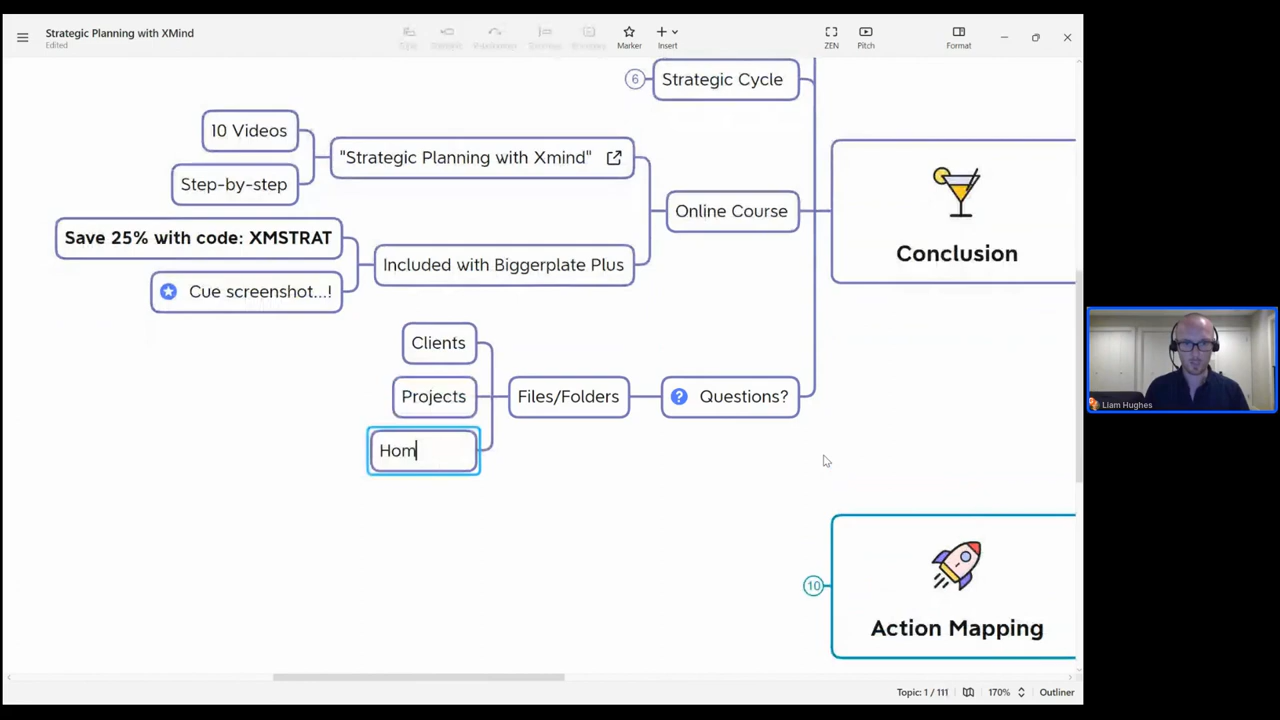 Strategic Planning with XMind
Edited
Marker
Insert
ZEN
Pitch
Format
6
Strategic Cycle
10 Videos
Step-by-step
"Strategic Planning with Xmind"
Online Course
Save 25% with code: XMSTRAT
Included with Biggerplate Plus
Cue screenshot...!
Conclusion
Clients
Projects
Files/Folders
? Questions?
Hom
10
Action Mapping
Liam Hughes
Topic: 1 / 111
170%
Outliner